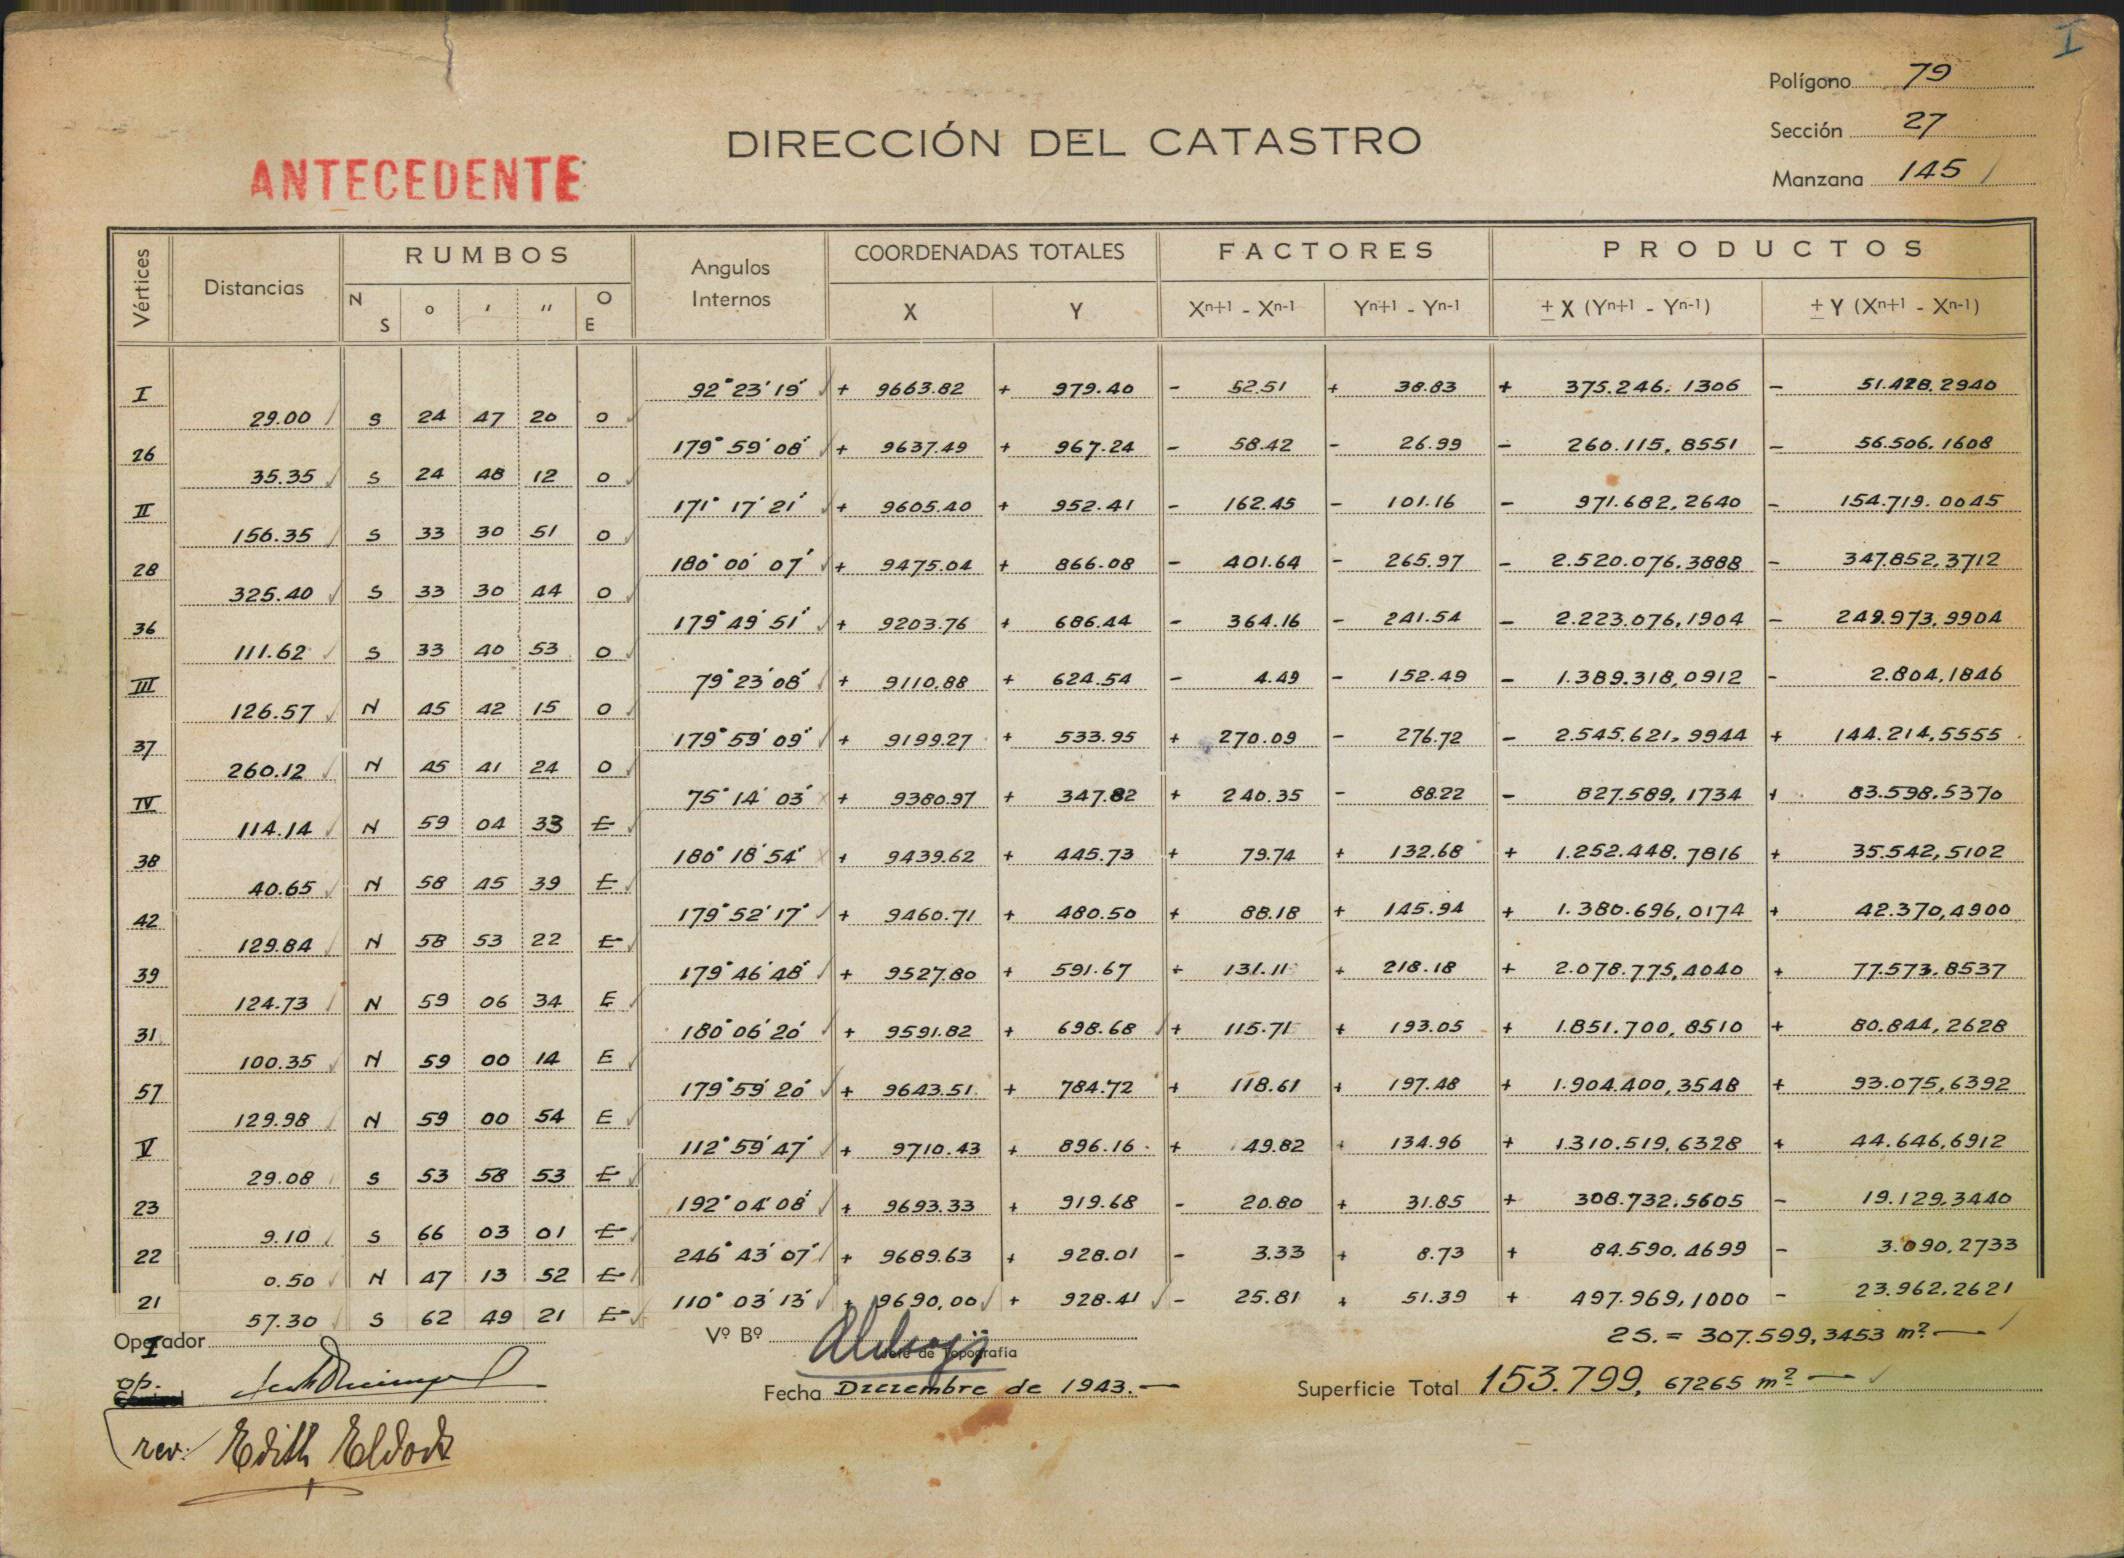 I
Polígono 79
DIRECCIÓN DEL CATASTRO
Sección 27
ANTECEDENTE
Manzana 145
Vértices Distancias RUMBOS Angulos Internos COORDENADAS TOTALES FACTORES PRODUCTOS
N S ° ' " O E X Y Xn+1 - Xn-1 Yn+1 - Yn-1 ± X (Yn+1 - Yn-1) ± Y (Xn+1 - Xn-1)
I 92° 23' 19' + 9663.82 + 979.40 - 52.51 + 38.83 + 375.246.1306 - 51.428.2940
29.00 S 24 47 20 O
26 179° 59' 08' + 9637.49 + 967.24 - 58.42 - 26.99 - 260.115,8551 - 56.506.1608
35.35 S 24 48 12 O
II 171° 17' 21' + 9605.40 + 952.41 - 162.45 - 101.16 - 971.682,2640 - 154.719.0045
156.35 S 33 30 51 O
28 180° 00' 07' + 9475.04 + 866.08 - 401.64 - 265.97 - 2.520.076,3888 - 347.852,3712
325.40 S 33 30 44 O
36 179° 49' 51' + 9203.76 + 686.44 - 364.16 - 241.54 - 2.223.076,1904 - 249.973,9904
111.62 S 33 40 53 O
III 79° 23' 08' + 9110.88 + 624.54 - 4.49 - 152.49 - 1.389.318,0912 - 2.804,1846
126.57 N 45 42 15 O
37 179° 59' 09' + 9199.27 + 533.95 + 270.09 - 276.72 - 2.545.621,9944 + 144.214,5555
260.12 N 45 41 24 O
IV 75° 14' 03' + 9380.97 + 347.82 + 240.35 - 88.22 - 827.589,1734 + 83.598.5370
114.14 N 59 04 33 E
38 180° 18' 54' + 9439.62 + 445.73 + 79.74 + 132.68 + 1.252.448.7816 + 35.542,5102
40.65 N 58 45 39 E
42 179° 52' 17' + 9460.71 + 480.50 + 88.18 + 145.94 + 1.380.696,0174 + 42.370,4900
129.84 N 58 53 22 E
39 179° 46' 48' + 9527.80 + 591.67 + 131.11 + 218.18 + 2.078.775,4040 + 77.573.8537
124.73 N 59 06 34 E
31 180° 06' 20' + 9591.82 + 698.68 + 115.71 + 193.05 + 1.851.700,8510 + 80.844,2628
100.35 N 59 00 14 E
57 179° 59' 20' + 9643.51 + 784.72 + 118.61 + 197.48 + 1.904.400,3548 + 93.075,6392
129.98 N 59 00 54 E
V 112° 59' 47' + 9710.43 + 896.16 + 49.82 + 134.96 + 1.310.519,6328 + 44.646,6912
29.08 S 53 58 53 E
23 192° 04' 08' + 9693.33 + 919.68 - 20.80 + 31.85 + 308.732,5605 - 19.129,3440
9.10 S 66 03 01 E
22 246° 43' 07' + 9689.63 + 928.01 - 3.33 + 8.73 + 84.590.4699 - 3.090,2733
0.50 N 47 13 52 E
21 110° 03' 13' + 9690,00 + 928.41 - 25.81 + 51.39 + 497.969,1000 - 23.962.2621
57.30 S 62 49 21 E
I
Operador Vº Bº 2S. = 307.599,3453 m²
Jefe de Topografía
op. Control Fecha Diciembre de 1943. Superficie Total 153.799, 67265 m²
rev. Edith